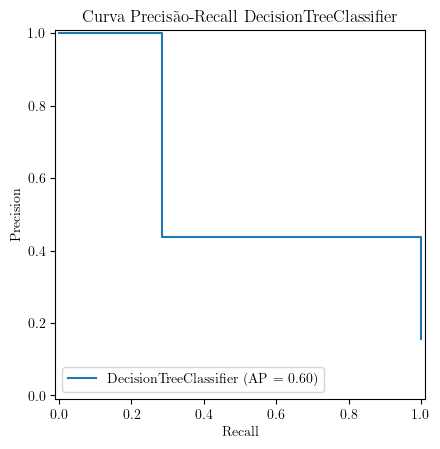 Curva Precisão-Recall DecisionTreeClassifier
1.0
0.8
0.6
0.4
0.2
0.0
Precision
DecisionTreeClassifier (AP = 0.60)
0.0 0.2 0.4 0.6 0.8 1.0
Recall